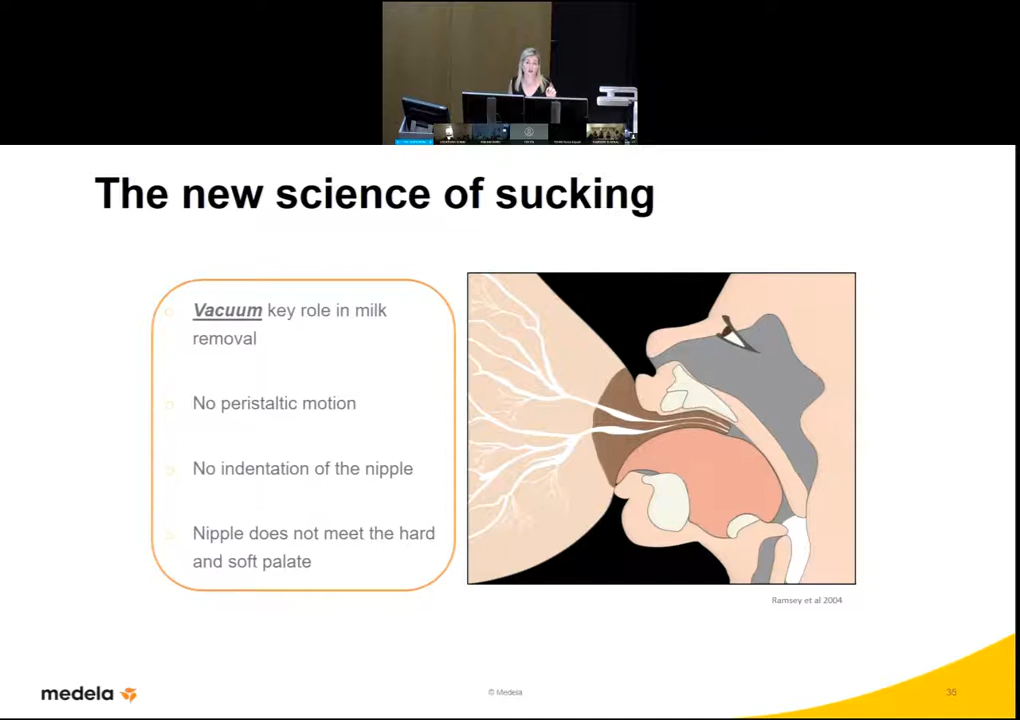 The new science of sucking
Vacuum key role in milk
removal
No peristaltic motion
No indentation of the nipple
Nipple does not meet the hard
and soft palate
Ramsey et al 2004
medela
© Medela
35